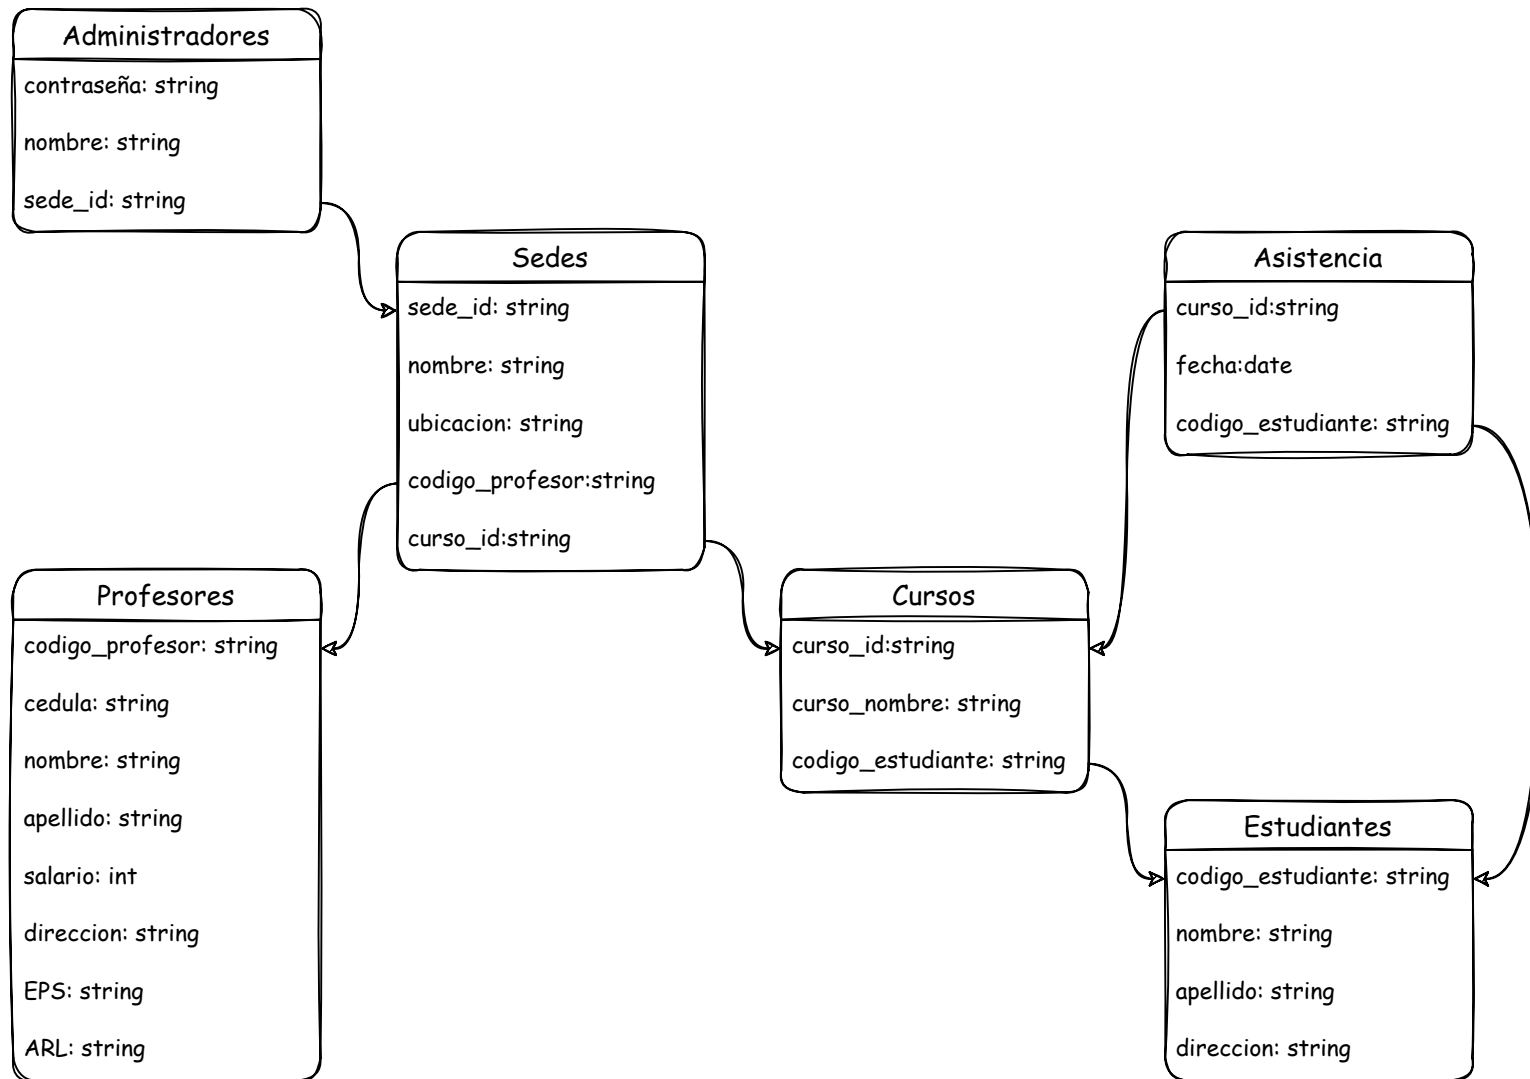 Administradores
contraseña: string
nombre: string
sede_id: string
Sedes
sede_id: string
nombre: string
ubicacion: string
codigo_profesor:string
curso_id:string
Asistencia
curso_id:string
fecha:date
codigo_estudiante: string
Profesores
codigo_profesor: string
cedula: string
nombre: string
apellido: string
salario: int
direccion: string
EPS: string
ARL: string
Cursos
curso_id:string
curso_nombre: string
codigo_estudiante: string
Estudiantes
codigo_estudiante: string
nombre: string
apellido: string
direccion: string